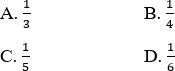 A. 1/3 B. 1/4
C. 1/5 D. 1/6